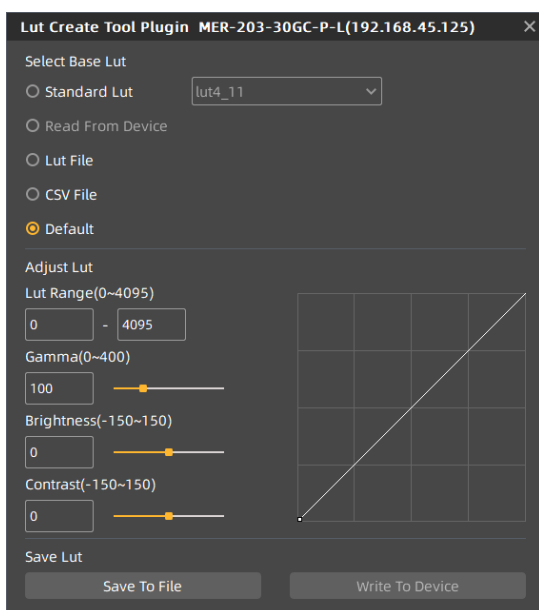 Lut Create Tool Plugin MER-203-30GC-P-L(192.168.45.125)
Select Base Lut
Standard Lut lut4_11
Read From Device
Lut File
CSV File
Default
Adjust Lut
Lut Range(0~4095)
0 - 4095
Gamma(0~400)
100
Brightness(-150~150)
0
Contrast(-150~150)
0
Save Lut
Save To File Write To Device